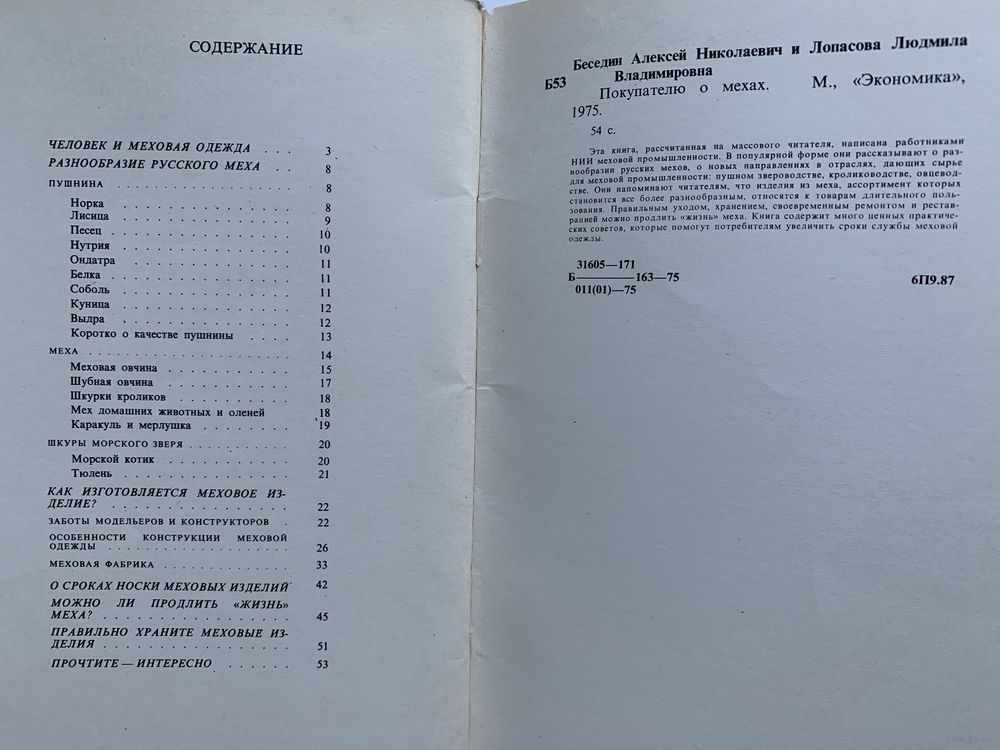 СОДЕРЖАНИЕ
ЧЕЛОВЕК И МЕХОВАЯ ОДЕЖДА . . . 3
РАЗНООБРАЗИЕ РУССКОГО МЕХА . . 8
ПУШНИНА . . . . . . . . . . . . . 8
Норка . . . . . . . . . . . . 8
Лисица . . . . . . . . . . . . 9
Песец . . . . . . . . . . . . 10
Нутрия . . . . . . . . . . . . 10
Ондатра . . . . . . . . . . . 11
Белка . . . . . . . . . . . . 11
Соболь . . . . . . . . . . . . 11
Куница . . . . . . . . . . . . 12
Выдра . . . . . . . . . . . . 12
Коротко о качестве пушнины . . . . 13
МЕХА . . . . . . . . . . . . . . 14
Меховая овчина . . . . . . . . . 15
Шубная овчина . . . . . . . . . 17
Шкурки кроликов . . . . . . . . 18
Мех домашних животных и оленей 18
Каракуль и мерлушка . . . . . . . 19
ШКУРЫ МОРСКОГО ЗВЕРЯ . . . . . . . . 20
Морской котик . . . . . . . . . 20
Тюлень . . . . . . . . . . . . 21
КАК ИЗГОТОВЛЯЕТСЯ МЕХОВОЕ ИЗ-
ДЕЛИЕ? . . . . . . . . . . . . . 22
ЗАБОТЫ МОДЕЛЬЕРОВ И КОНСТРУКТОРОВ . 22
ОСОБЕННОСТИ КОНСТРУКЦИИ МЕХОВОЙ
ОДЕЖДЫ . . . . . . . . . . . . . 26
МЕХОВАЯ ФАБРИКА . . . . . . . . . . 33
О СРОКАХ НОСКИ МЕХОВЫХ ИЗДЕЛИЙ 42
МОЖНО ЛИ ПРОДЛИТЬ «ЖИЗНЬ»
МЕХА? . . . . . . . . . . . . . . 45
ПРАВИЛЬНО ХРАНИТЕ МЕХОВЫЕ ИЗ-
ДЕЛИЯ . . . . . . . . . . . . . . 51
ПРОЧТИТЕ — ИНТЕРЕСНО . . . . . . 53
Беседин Алексей Николаевич и Лопасова Людмила
Б53 Владимировна
Покупателю о мехах. М., «Экономика»,
1975.
54 с.
Эта книга, рассчитанная на массового читателя, написана работниками
НИИ меховой промышленности. В популярной форме они рассказывают о раз-
нообразии русских мехов, о новых направлениях в отраслях, дающих сырье
для меховой промышленности: пушном звероводстве, кролиководстве, овцевод-
стве. Они напоминают читателям, что изделия из меха, ассортимент которых
становится все более разнообразным, относятся к товарам длительного поль-
зования. Правильным уходом, хранением, своевременным ремонтом и рестав-
рацией можно продлить «жизнь» меха. Книга содержит много ценных практиче-
ских советов, которые помогут потребителям увеличить сроки службы меховой
одежды.
31605—171
Б————163—75 6П9.87
011(01)—75